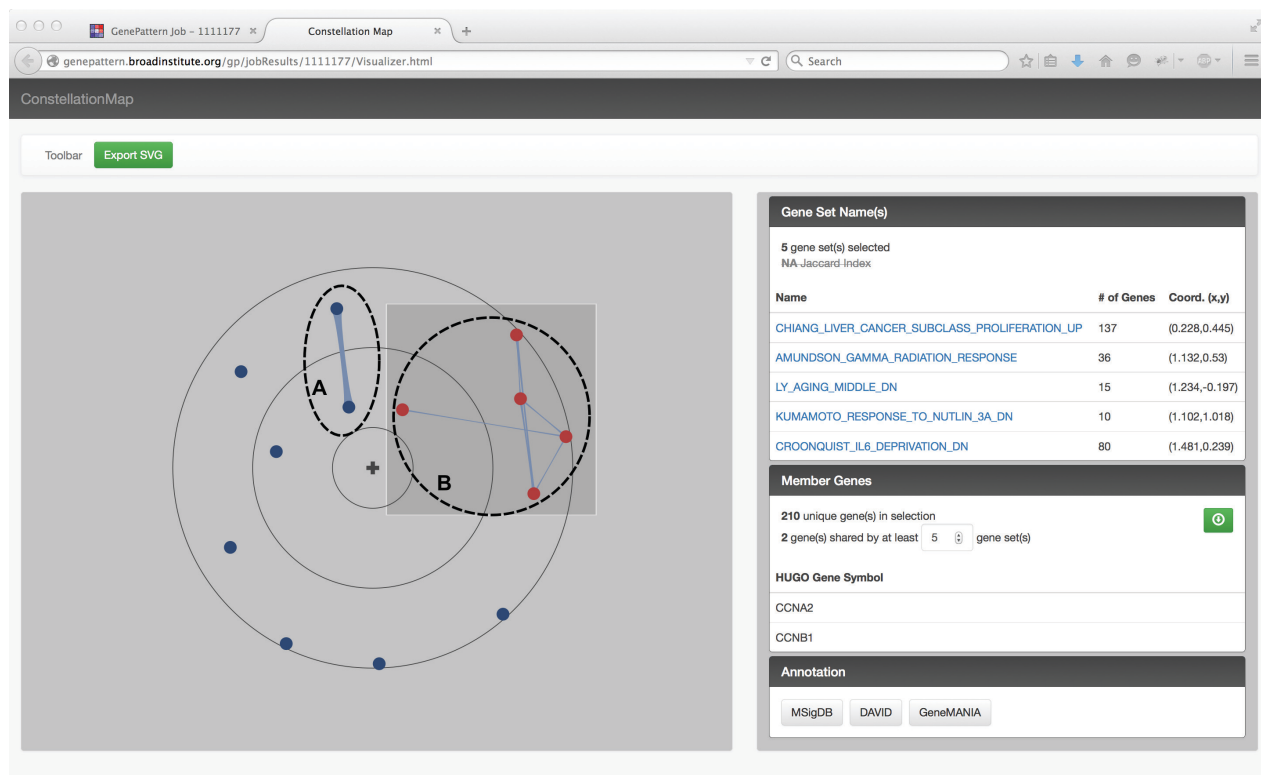 GenePattern Job – 1111177
Constellation Map
genepattern.broadinstitute.org/gp/jobResults/1111177/Visualizer.html
Search
ConstellationMap
Toolbar
Export SVG
A
B
Gene Set Name(s)
5 gene set(s) selected
NA Jaccard Index
Name # of Genes Coord. (x,y)
CHIANG_LIVER_CANCER_SUBCLASS_PROLIFERATION_UP 137 (0.228,0.445)
AMUNDSON_GAMMA_RADIATION_RESPONSE 36 (1.132,0.53)
LY_AGING_MIDDLE_DN 15 (1.234,-0.197)
KUMAMOTO_RESPONSE_TO_NUTLIN_3A_DN 10 (1.102,1.018)
CROONQUIST_IL6_DEPRIVATION_DN 80 (1.481,0.239)
Member Genes
210 unique gene(s) in selection
2 gene(s) shared by at least 5 gene set(s)
HUGO Gene Symbol
CCNA2
CCNB1
Annotation
MSigDB DAVID GeneMANIA